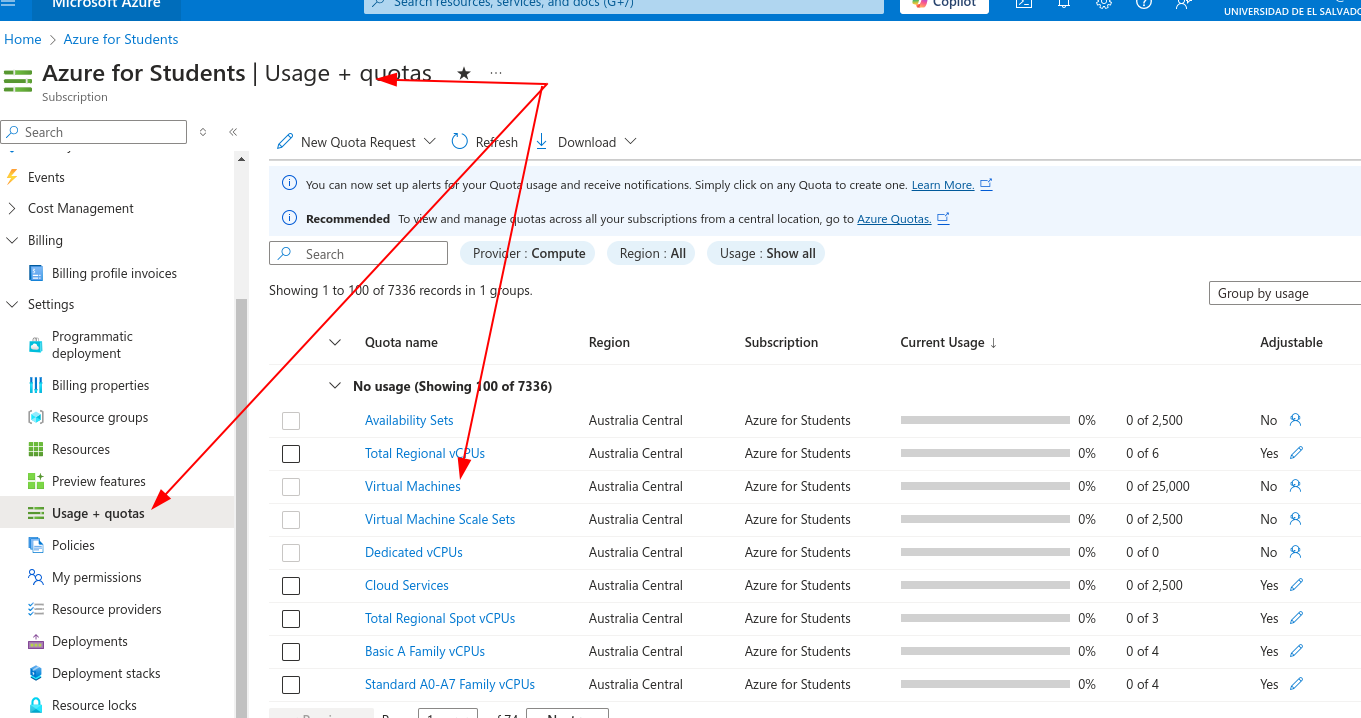 Microsoft Azure
Search resources, services, and docs (G+/)
Copilot
UNIVERSIDAD DE EL SALVADO
Home > Azure for Students
Azure for Students | Usage + quotas ★ ...
Subscription
Search
Events
Cost Management
Billing
Billing profile invoices
Settings
Programmatic
deployment
Billing properties
Resource groups
Resources
Preview features
Usage + quotas
Policies
My permissions
Resource providers
Deployments
Deployment stacks
Resource locks
New Quota Request Refresh Download
You can now set up alerts for your Quota usage and receive notifications. Simply click on any Quota to create one. Learn More.
Recommended To view and manage quotas across all your subscriptions from a central location, go to Azure Quotas.
Search Provider : Compute Region : All Usage : Show all
Showing 1 to 100 of 7336 records in 1 groups.
Group by usage
Quota name Region Subscription Current Usage ↓ Adjustable
No usage (Showing 100 of 7336)
Availability Sets Australia Central Azure for Students 0% 0 of 2,500 No
Total Regional vCPUs Australia Central Azure for Students 0% 0 of 6 Yes
Virtual Machines Australia Central Azure for Students 0% 0 of 25,000 No
Virtual Machine Scale Sets Australia Central Azure for Students 0% 0 of 2,500 No
Dedicated vCPUs Australia Central Azure for Students 0% 0 of 0 No
Cloud Services Australia Central Azure for Students 0% 0 of 2,500 Yes
Total Regional Spot vCPUs Australia Central Azure for Students 0% 0 of 3 Yes
Basic A Family vCPUs Australia Central Azure for Students 0% 0 of 4 Yes
Standard A0-A7 Family vCPUs Australia Central Azure for Students 0% 0 of 4 Yes
1 of 74